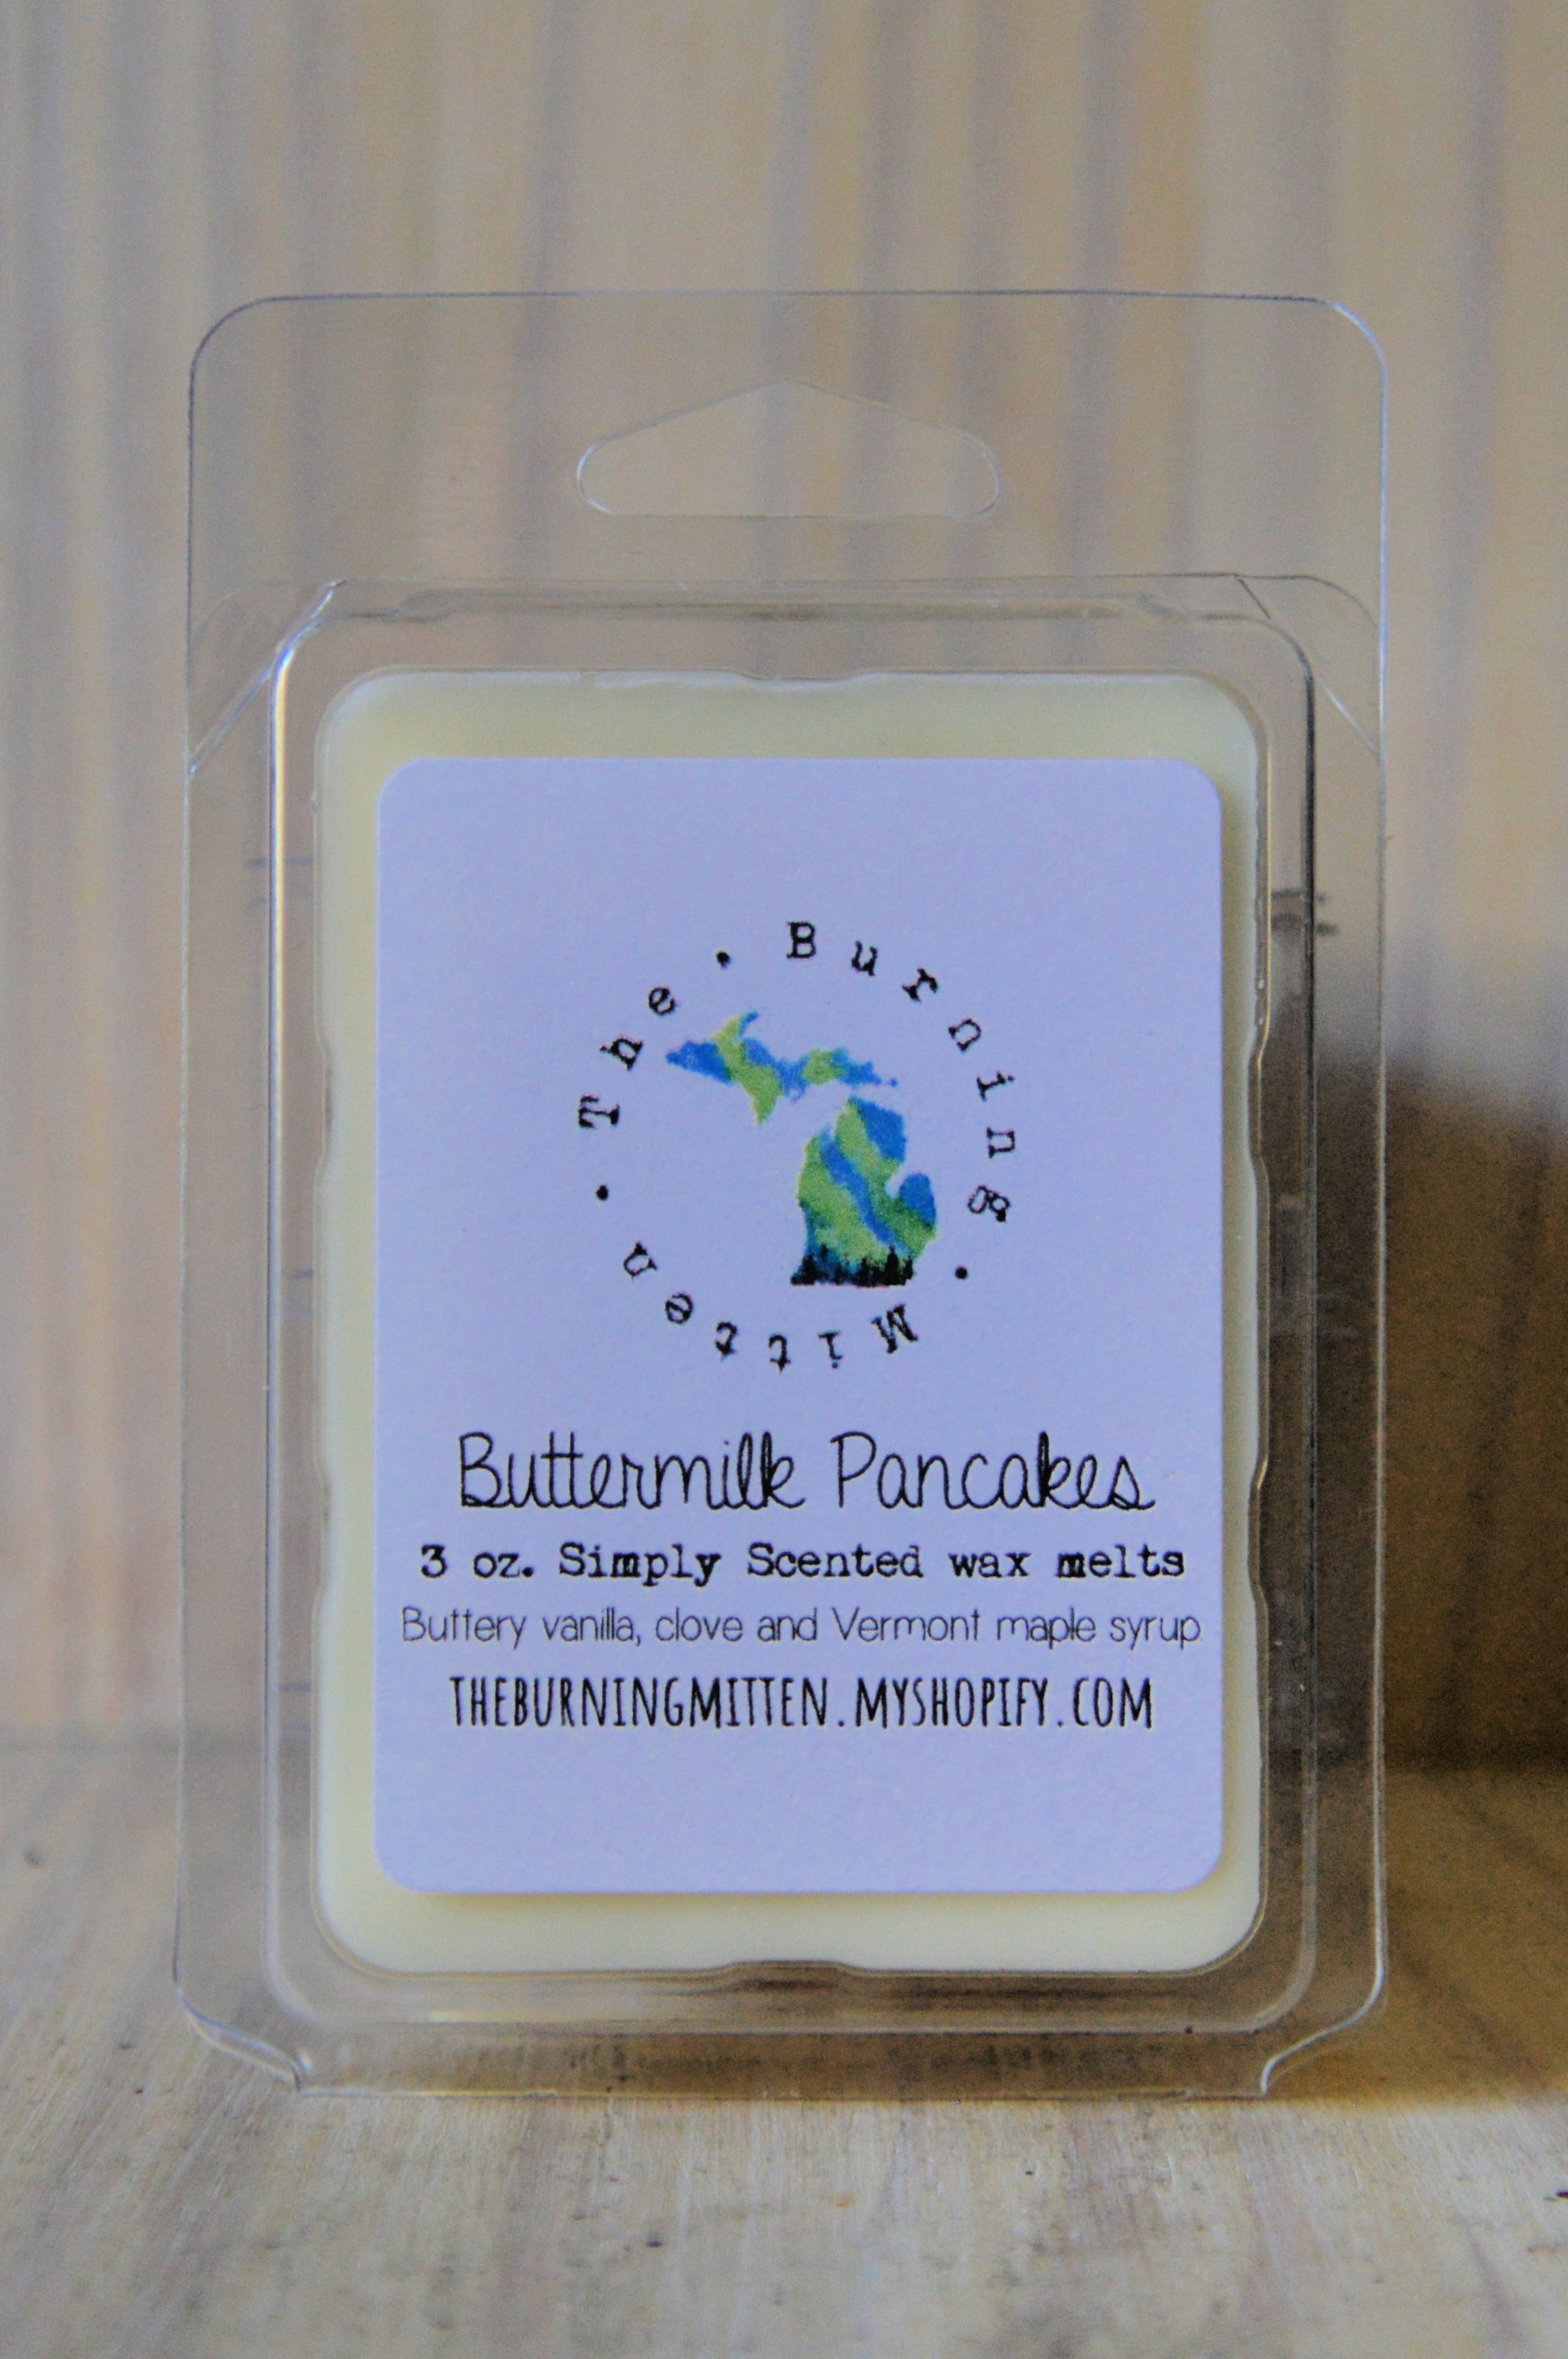 The . Burning . Mitten .
Buttermilk Pancakes
3 oz. Simply Scented wax melts
Buttery vanilla, clove and Vermont maple syrup
THEBURNINGMITTEN.MYSHOPIFY.COM